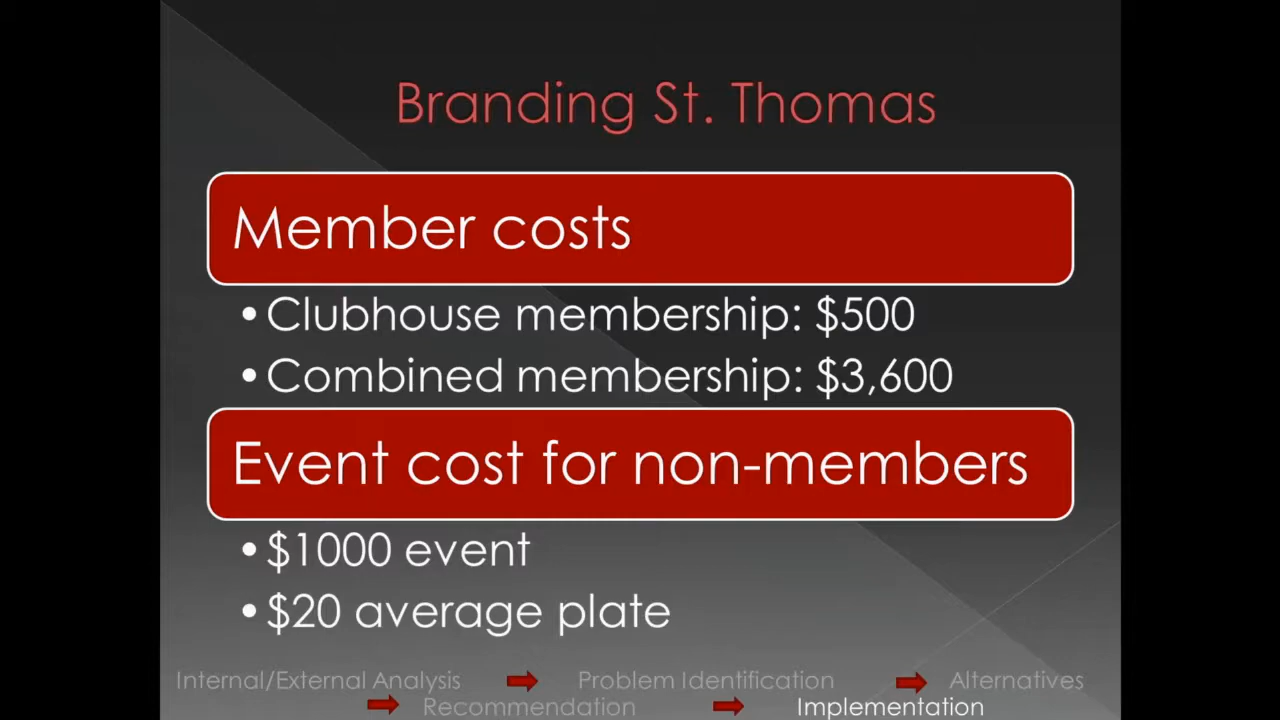 Branding St. Thomas
Member costs
•Clubhouse membership: $500
•Combined membership: $3,600
Event cost for non-members
•$1000 event
•$20 average plate
Internal/External Analysis Problem Identification Alternatives
Recommendation Implementation